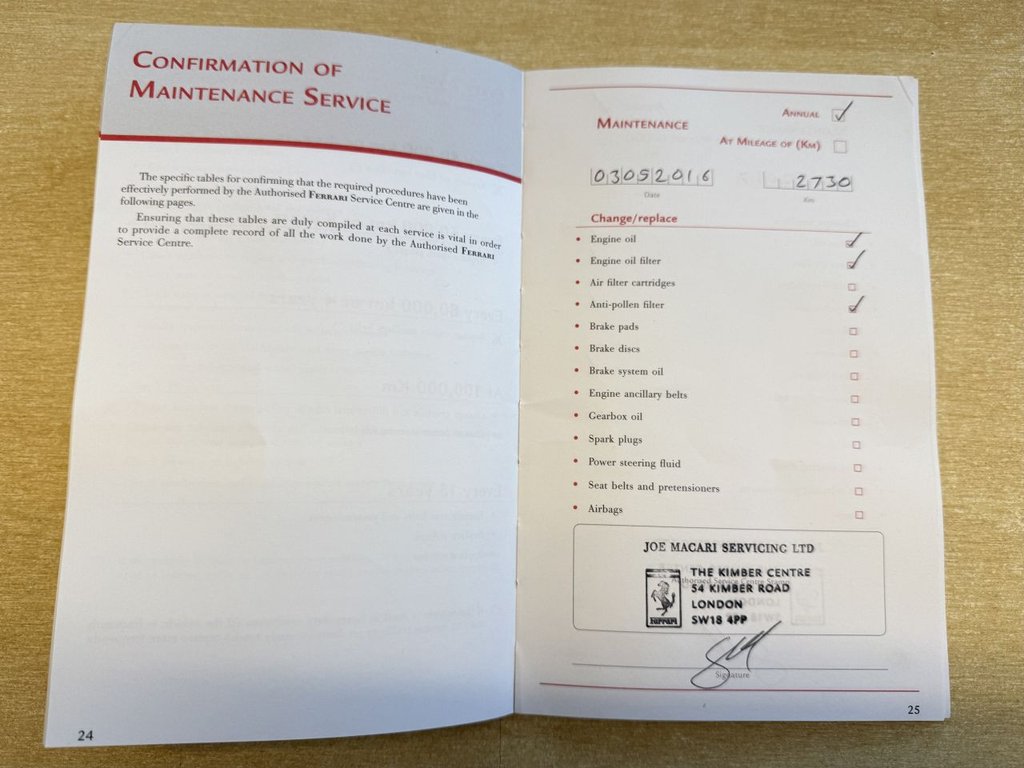 CONFIRMATION OF
MAINTENANCE SERVICE
The specific tables for confirming that the required procedures have been
effectively performed by the Authorised FERRARI Service Centre are given in the
following pages.
Ensuring that these tables are duly compiled at each service is vital in order
to provide a complete record of all the work done by the Authorised FERRARI
Service Centre.
24
ANNUAL
MAINTENANCE
AT MILEAGE OF (KM)
03052016 2730
Date Km
Change/replace
• Engine oil
• Engine oil filter
• Air filter cartridges
• Anti-pollen filter
• Brake pads
• Brake discs
• Brake system oil
• Engine ancillary belts
• Gearbox oil
• Spark plugs
• Power steering fluid
• Seat belts and pretensioners
• Airbags
JOE MACARI SERVICING LTD
THE KIMBER CENTRE
Authorised Service Centre Stamp
54 KIMBER ROAD
LONDON
SW18 4PP
Ferrari
Signature
25